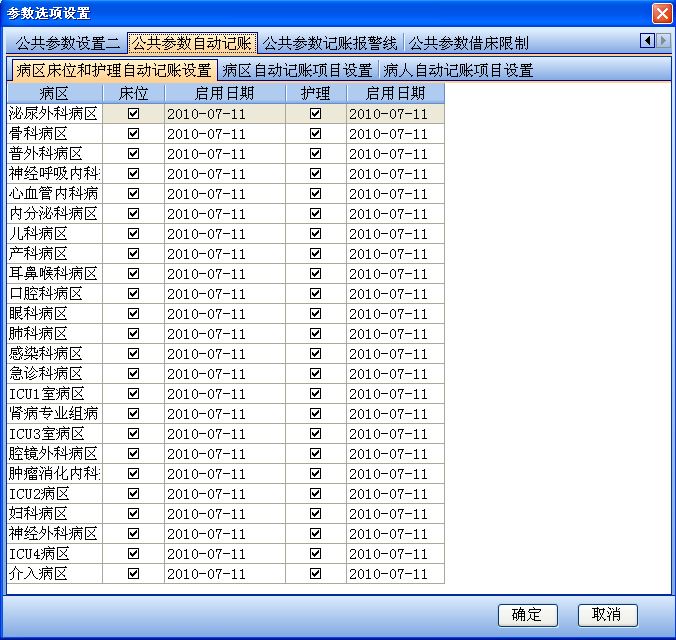 参数选项设置
公共参数设置二 公共参数自动记账 公共参数记账报警线 公共参数借床限制
病区床位和护理自动记账设置 病区自动记账项目设置 病人自动记账项目设置
病区 床位 启用日期 护理 启用日期
泌尿外科病区 2010-07-11 2010-07-11
骨科病区 2010-07-11 2010-07-11
普外科病区 2010-07-11 2010-07-11
神经呼吸内科 2010-07-11 2010-07-11
心血管内科病 2010-07-11 2010-07-11
内分泌科病区 2010-07-11 2010-07-11
儿科病区 2010-07-11 2010-07-11
产科病区 2010-07-11 2010-07-11
耳鼻喉科病区 2010-07-11 2010-07-11
口腔科病区 2010-07-11 2010-07-11
眼科病区 2010-07-11 2010-07-11
肺科病区 2010-07-11 2010-07-11
感染科病区 2010-07-11 2010-07-11
急诊科病区 2010-07-11 2010-07-11
ICU1室病区 2010-07-11 2010-07-11
肾病专业组病 2010-07-11 2010-07-11
ICU3室病区 2010-07-11 2010-07-11
腔镜外科病区 2010-07-11 2010-07-11
肿瘤消化内科 2010-07-11 2010-07-11
ICU2病区 2010-07-11 2010-07-11
妇科病区 2010-07-11 2010-07-11
神经外科病区 2010-07-11 2010-07-11
ICU4病区 2010-07-11 2010-07-11
介入病区 2010-07-11 2010-07-11
确定 取消